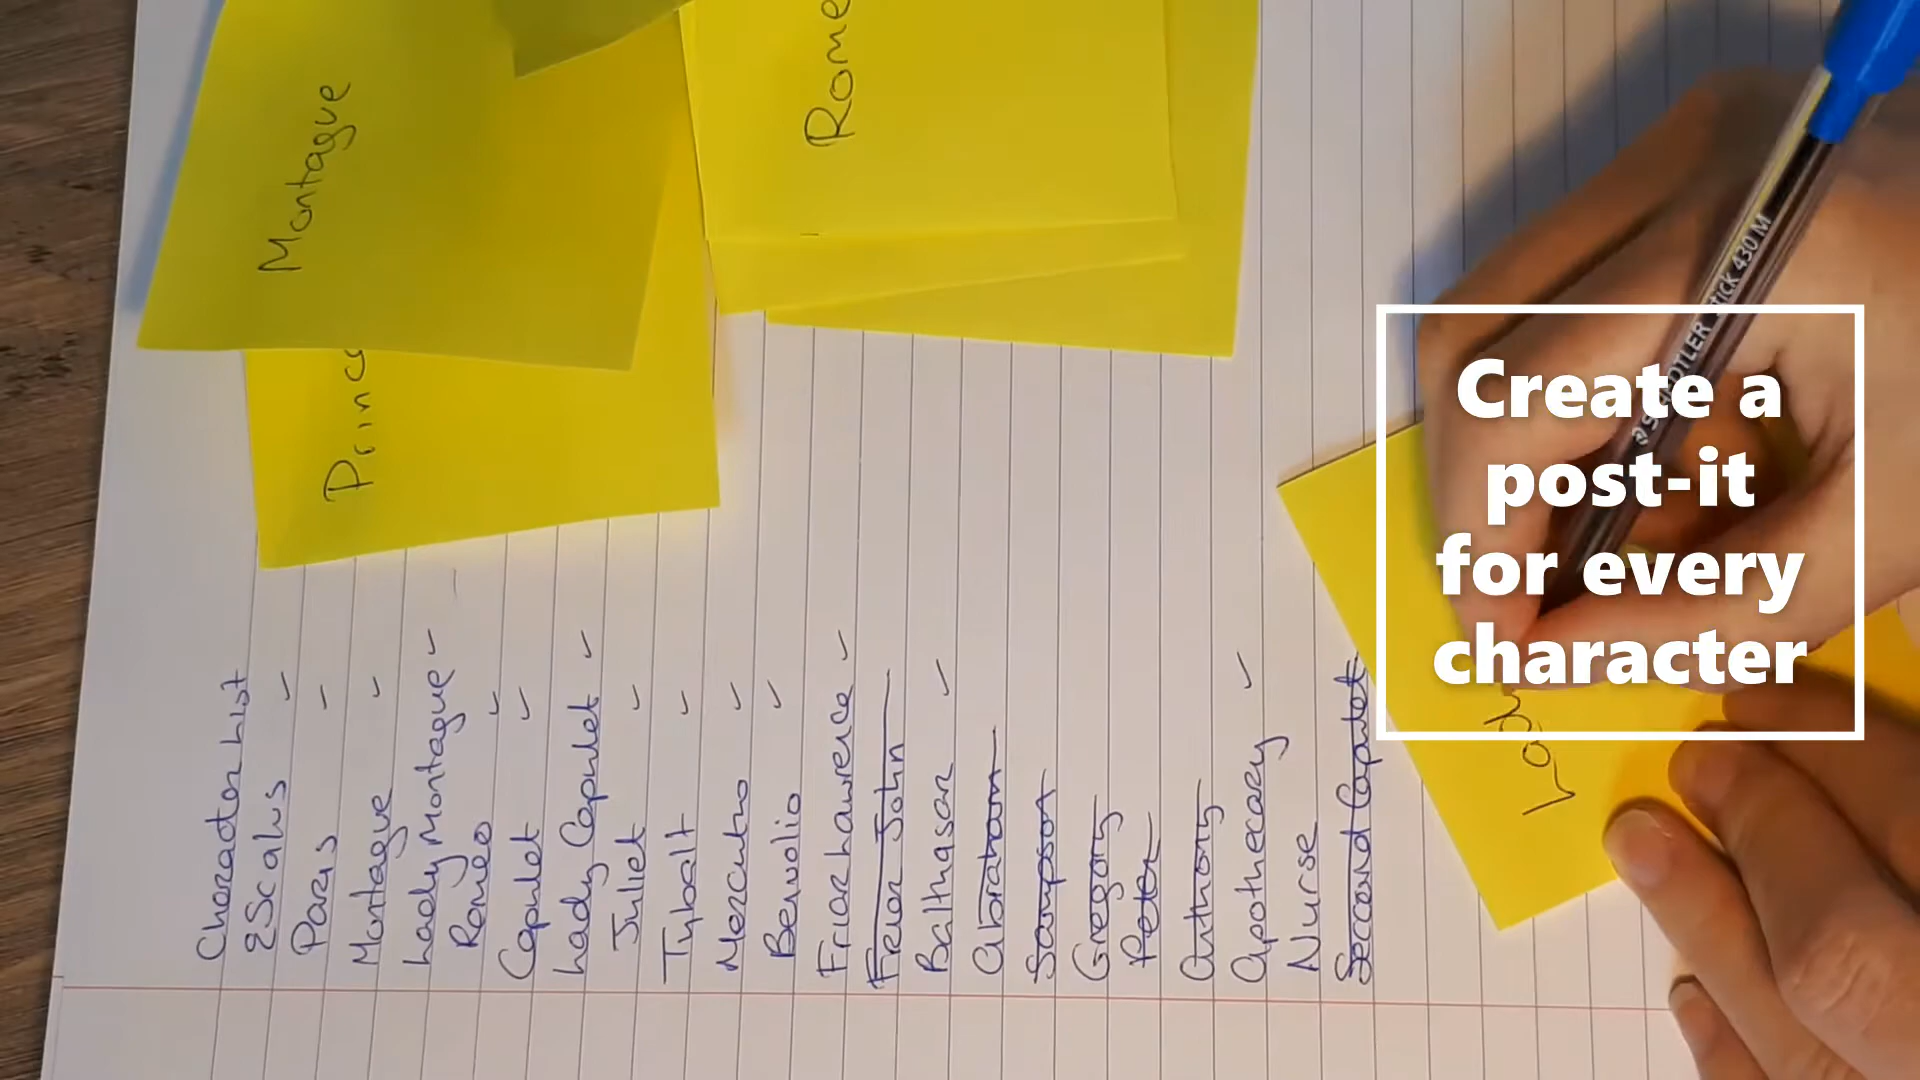 Montague
Princ
Rome
Character List
Escalus
Paris
Montague
Lady Montague
Romeo
Capulet
Lady Capulet
Juliet
Tybalt
Mercutio
Benvolio
Friar Lawrence
Friar John
Balthasar
Abraham
Sampson
Gregory
Peter
Anthony
Apothecary
Nurse
Second Capulet
Lady
STAEDTLER stick 430 M
Create a
post-it
for every
character